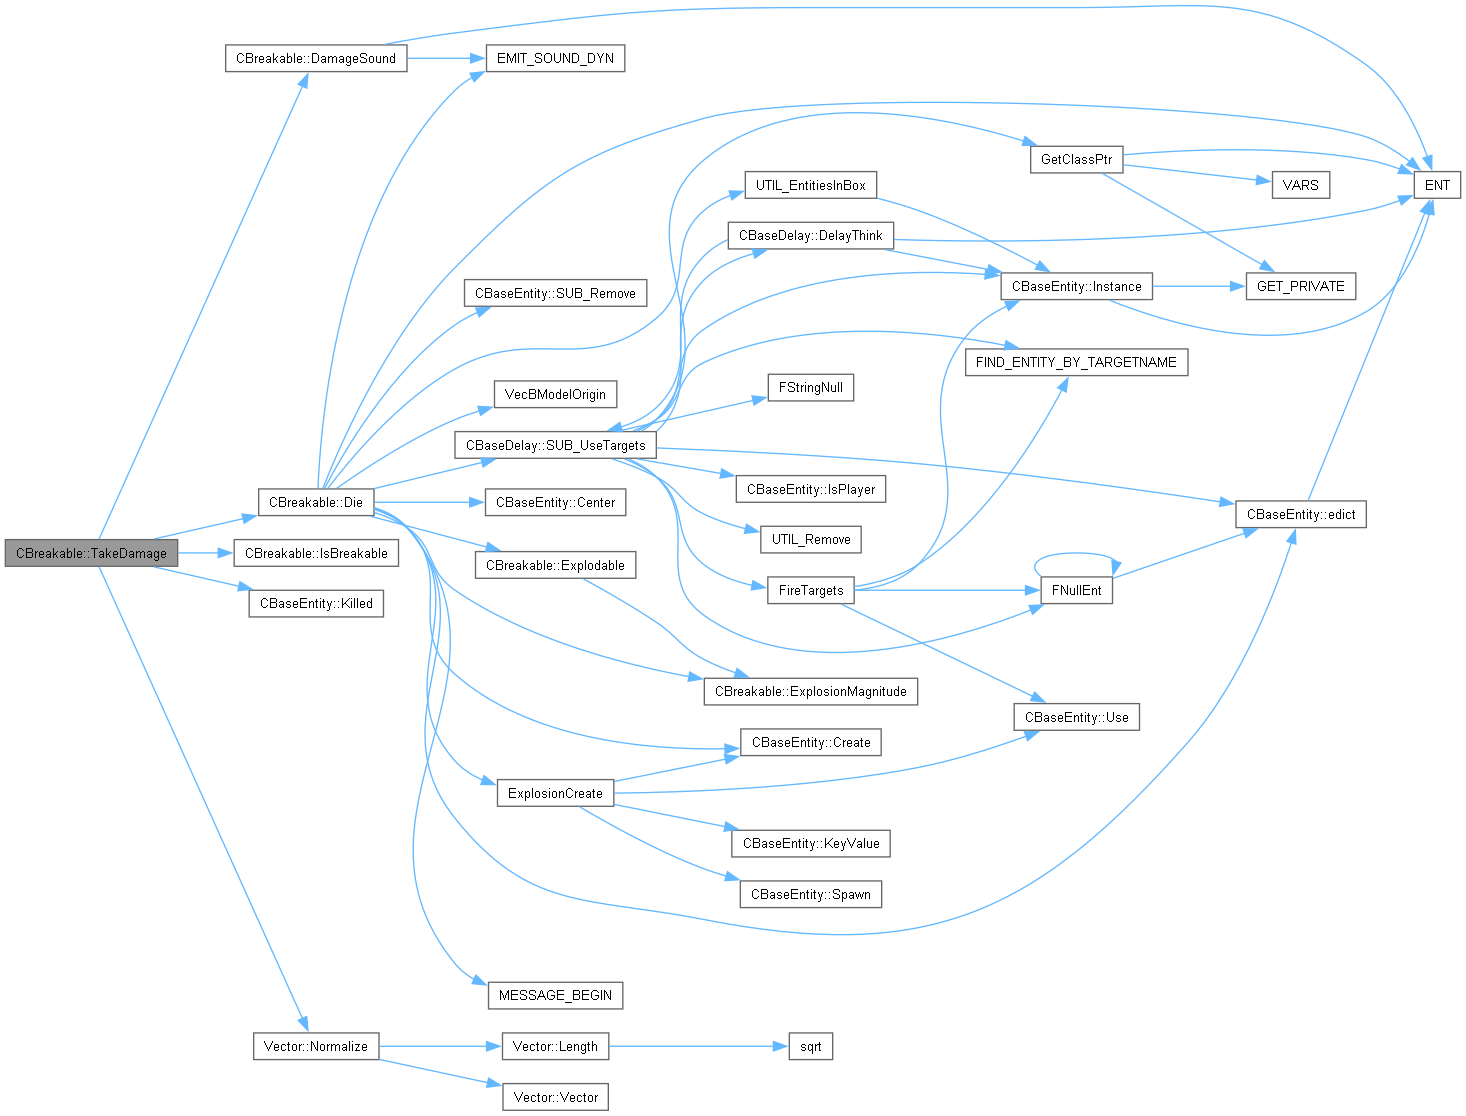 CBreakable::DamageSound
EMIT_SOUND_DYN
GetClassPtr
UTIL_EntitiesInBox
VARS
ENT
CBaseDelay::DelayThink
CBaseEntity::SUB_Remove
CBaseEntity::Instance
GET_PRIVATE
FIND_ENTITY_BY_TARGETNAME
VecBModelOrigin
FStringNull
CBaseDelay::SUB_UseTargets
CBaseEntity::IsPlayer
CBreakable::Die
CBaseEntity::Center
CBaseEntity::edict
UTIL_Remove
CBreakable::TakeDamage
CBreakable::IsBreakable
CBreakable::Explodable
FireTargets
FNullEnt
CBaseEntity::Killed
CBreakable::ExplosionMagnitude
CBaseEntity::Use
CBaseEntity::Create
ExplosionCreate
CBaseEntity::KeyValue
CBaseEntity::Spawn
MESSAGE_BEGIN
Vector::Normalize
Vector::Length
sqrt
Vector::Vector